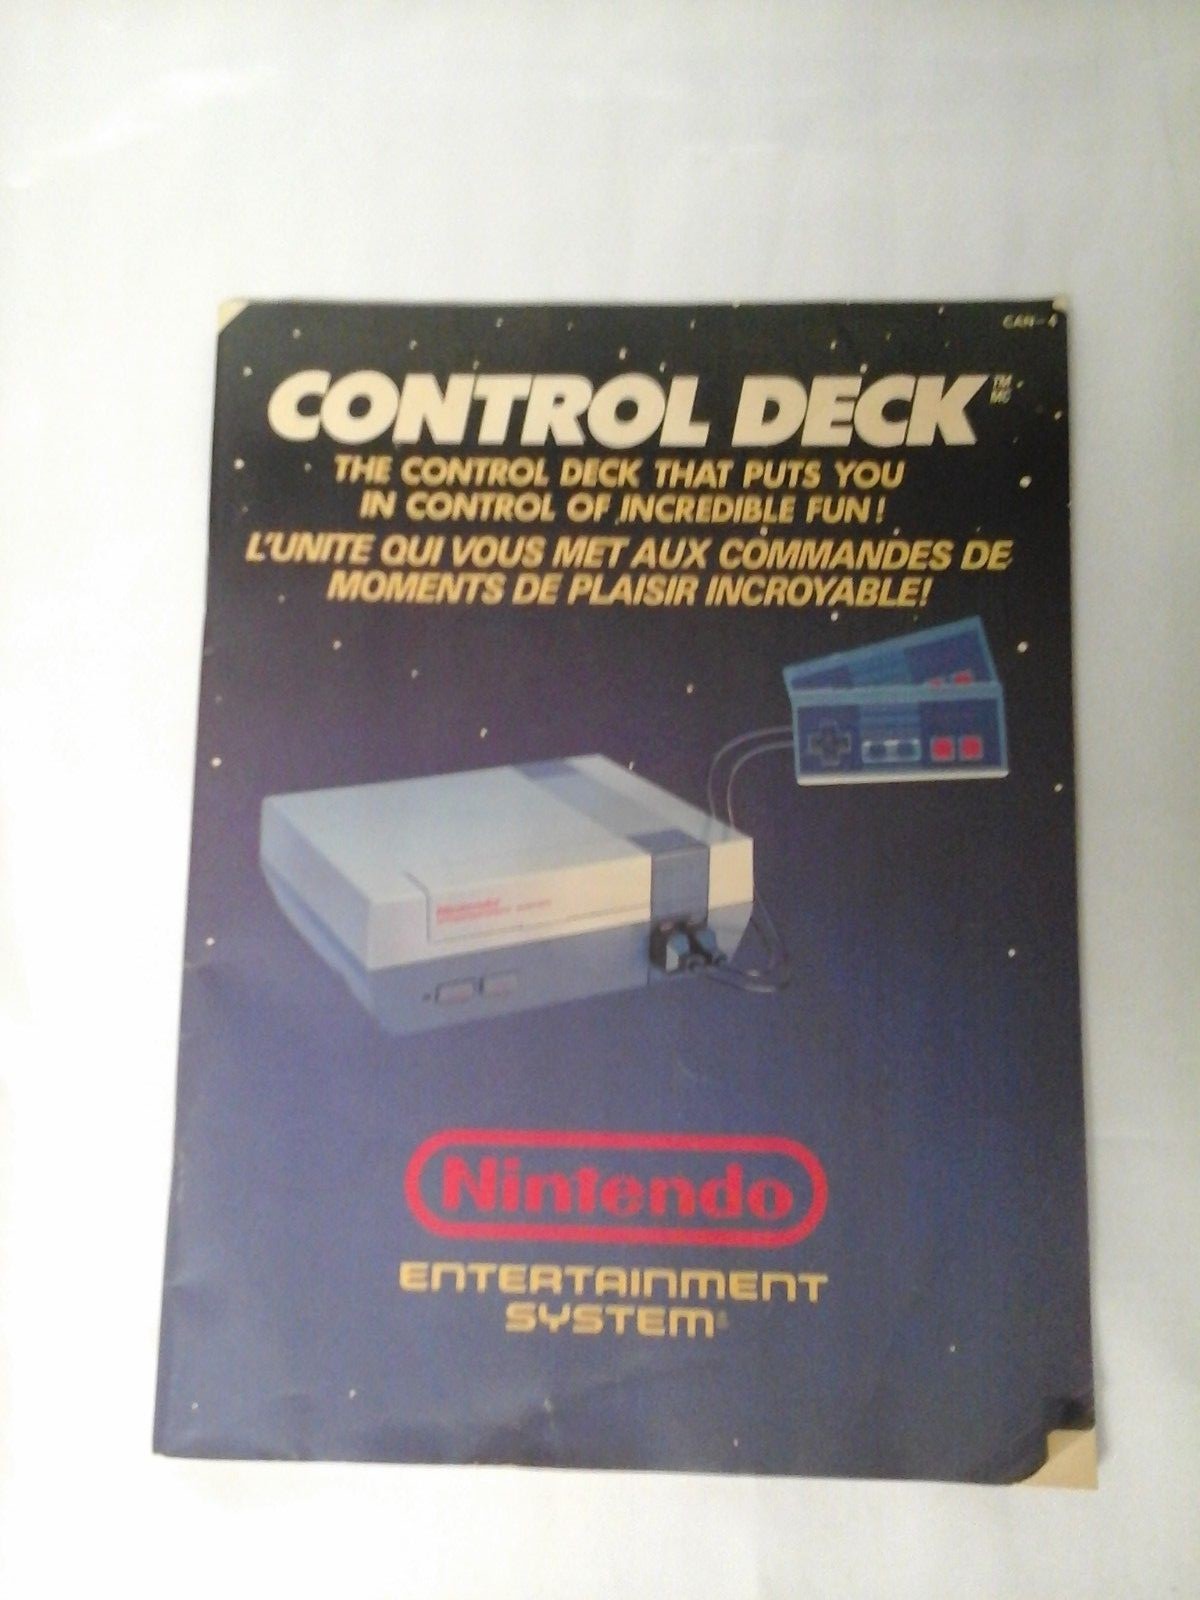 CAN-4
CONTROL DECK TM MC
THE CONTROL DECK THAT PUTS YOU
IN CONTROL OF INCREDIBLE FUN!
L'UNITE QUI VOUS MET AUX COMMANDES DE
MOMENTS DE PLAISIR INCROYABLE!
Nintendo
Nintendo
ENTERTAINMENT
SYSTEM